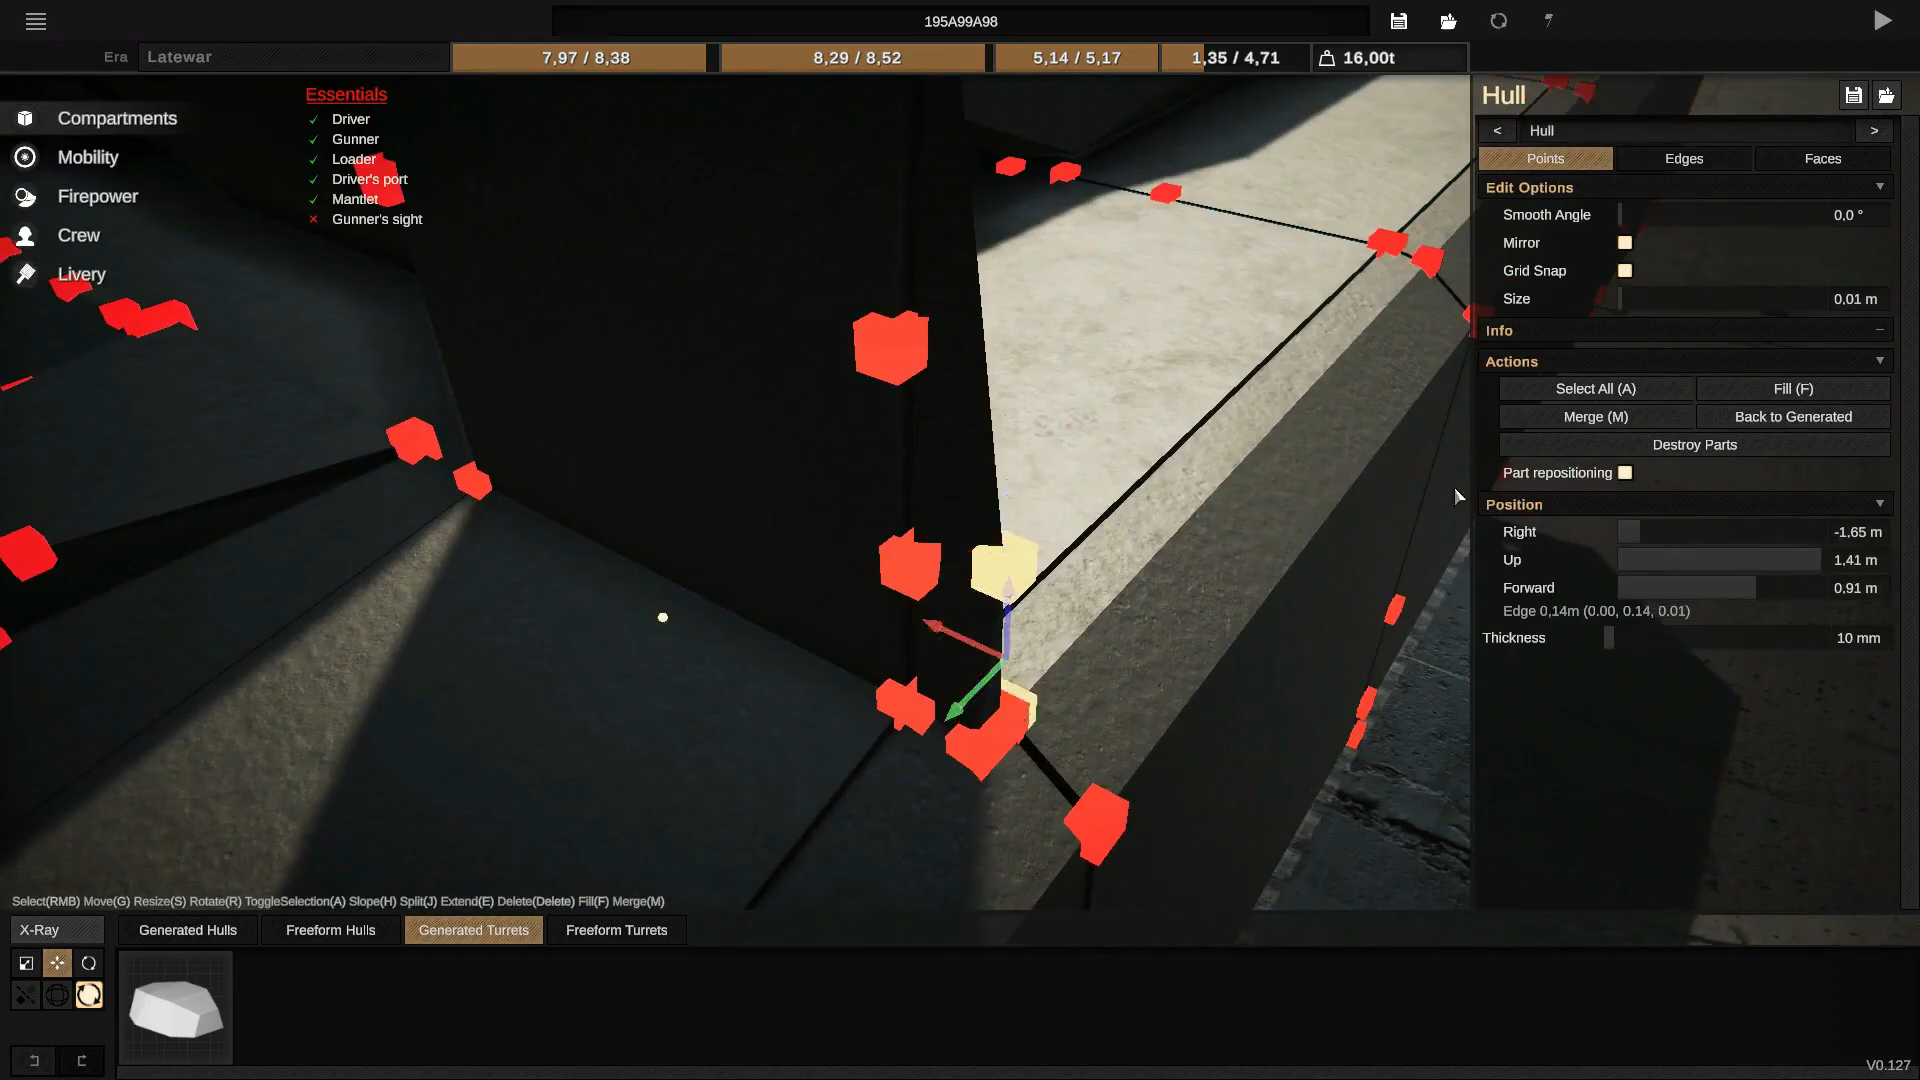 195A99A98
Era
Latewar
7,97 / 8,38
8,29 / 8,52
5,14 / 5,17
1,35 / 4,71
16,00t
Compartments
Mobility
Firepower
Crew
Livery
Essentials
✓ Driver
✓ Gunner
✓ Loader
✓ Driver's port
✓ Mantlet
× Gunner's sight
Hull
< Hull >
Points
Edges
Faces
Edit Options
Smooth Angle 0,0 °
Mirror
Grid Snap
Size 0,01 m
Info
Actions
Select All (A)
Fill (F)
Merge (M)
Back to Generated
Destroy Parts
Part repositioning
Position
Right -1,65 m
Up 1,41 m
Forward 0,91 m
Edge 0,14m (0.00, 0.14, 0.01)
Thickness 10 mm
Select(RMB) Move(G) Resize(S) Rotate(R) ToggleSelection(A) Slope(H) Split(J) Extend(E) Delete(Delete) Fill(F) Merge(M)
X-Ray
Generated Hulls
Freeform Hulls
Generated Turrets
Freeform Turrets
V0.127